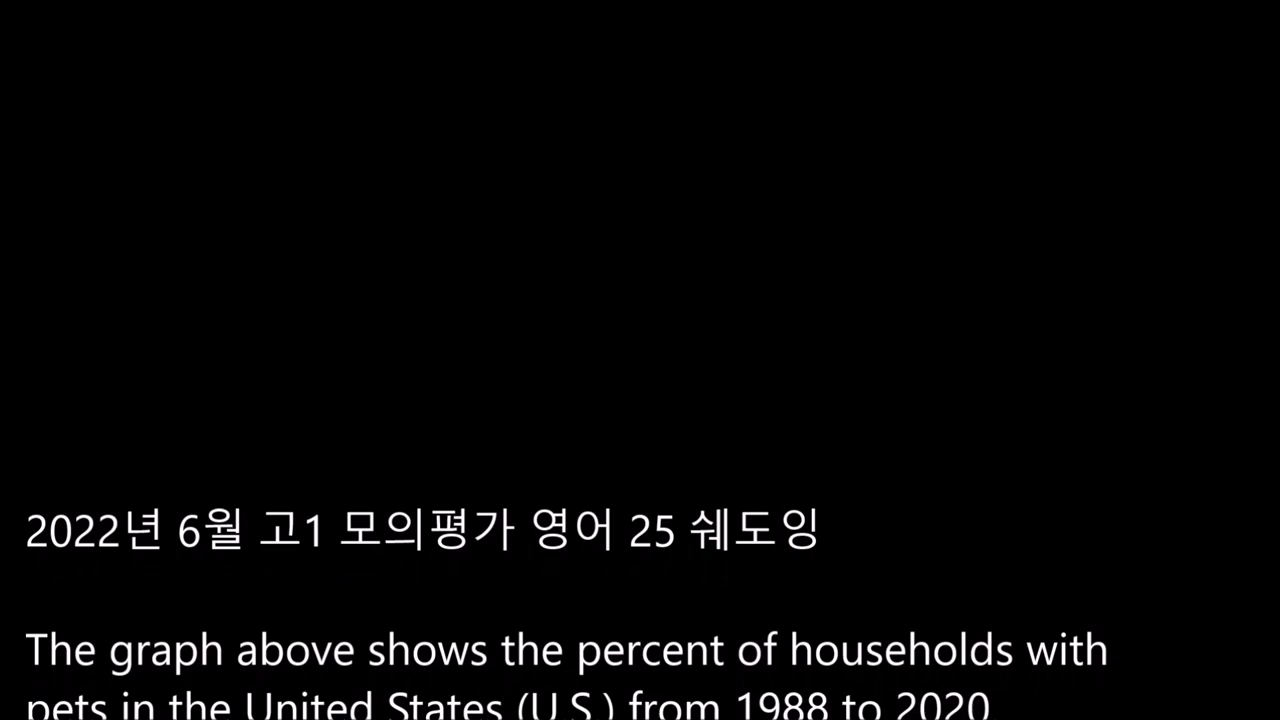 2022년 6월 고1 모의평가 영어 25 쉐도잉
The graph above shows the percent of households with
pets in the United States (U.S.) from 1988 to 2020